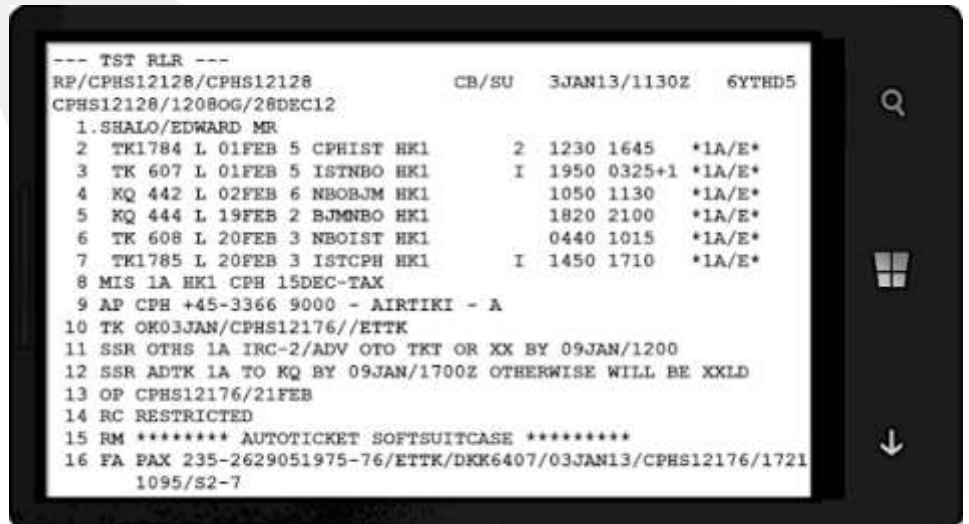 --- TST RLR ---
RP/CPHS12128/CPHS12128 CB/SU 3JAN13/1130Z 6YTHD5
CPHS12128/1208OG/28DEC12
1.SHALO/EDWARD MR
2 TK1784 L 01FEB 5 CPHIST HK1 2 1230 1645 *1A/E*
3 TK 607 L 01FEB 5 ISTNBO HK1 I 1950 0325+1 *1A/E*
4 KQ 442 L 02FEB 6 NBOBJM HK1 1050 1130 *1A/E*
5 KQ 444 L 19FEB 2 BJMNBO HK1 1820 2100 *1A/E*
6 TK 608 L 20FEB 3 NBOIST HK1 0440 1015 *1A/E*
7 TK1785 L 20FEB 3 ISTCPH HK1 I 1450 1710 *1A/E*
8 MIS 1A HK1 CPH 15DEC-TAX
9 AP CPH +45-3366 9000 - AIRTIKI - A
10 TK OK03JAN/CPHS12176//ETTK
11 SSR OTHS 1A IRC-2/ADV OTO TKT OR XX BY 09JAN/1200
12 SSR ADTK 1A TO KQ BY 09JAN/1700Z OTHERWISE WILL BE XXLD
13 OP CPHS12176/21FEB
14 RC RESTRICTED
15 RM ******** AUTOTICKET SOFTSUITCASE *********
16 FA PAX 235-2629051975-76/ETTK/DKK6407/03JAN13/CPHS12176/1721
1095/S2-7